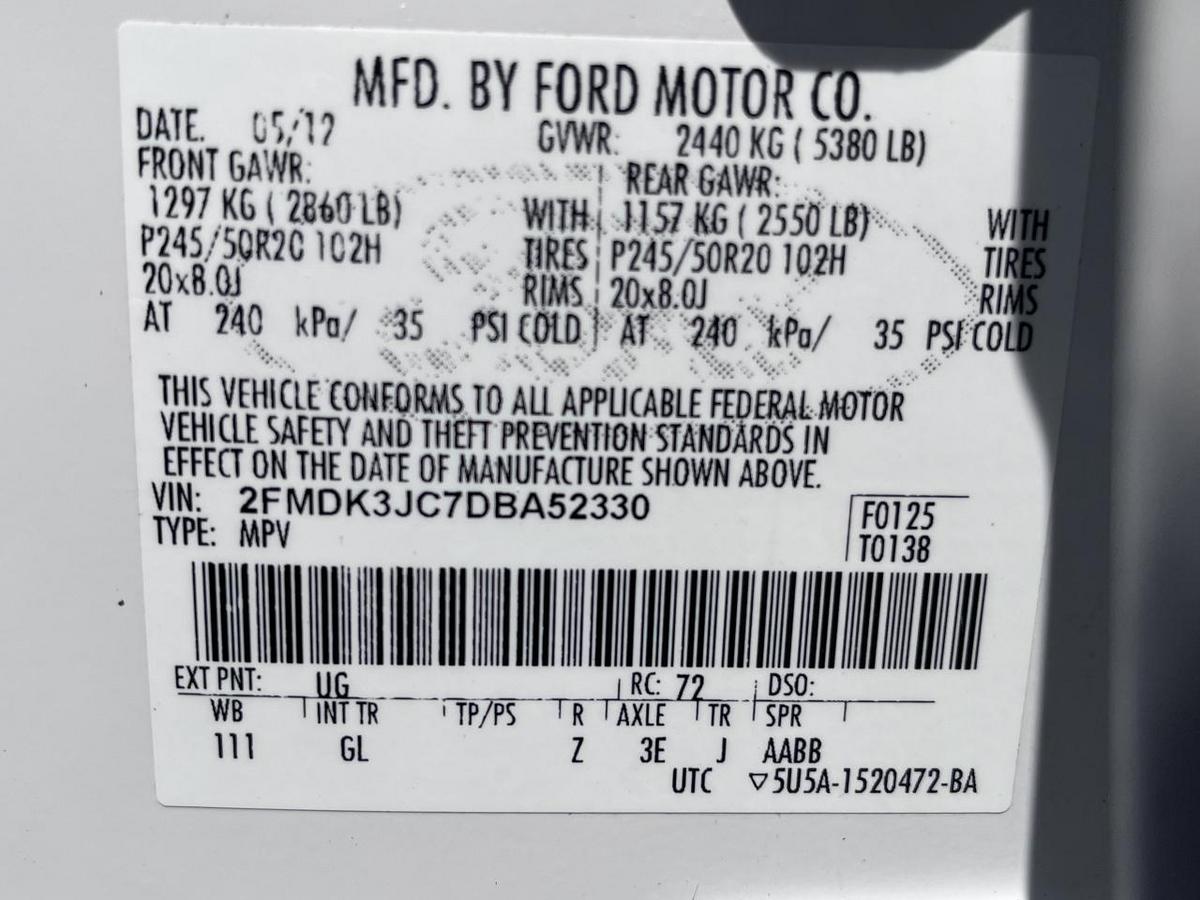 MFD. BY FORD MOTOR CO.
DATE. 05/12 GVWR: 2440 KG ( 5380 LB)
FRONT GAWR: REAR GAWR:
1297 KG ( 2860 LB) WITH 1157 KG ( 2550 LB) WITH
P245/50R20 102H TIRES P245/50R20 102H TIRES
20x8.0J RIMS 20x8.0J RIMS
AT 240 kPa/ 35 PSI COLD AT 240 kPa/ 35 PSI COLD
THIS VEHICLE CONFORMS TO ALL APPLICABLE FEDERAL MOTOR
VEHICLE SAFETY AND THEFT PREVENTION STANDARDS IN
EFFECT ON THE DATE OF MANUFACTURE SHOWN ABOVE.
VIN: 2FMDK3JC7DBA52330 F0125
TYPE: MPV T0138
EXT PNT: UG RC: 72 DSO:
WB INT TR TP/PS R AXLE TR SPR
111 GL Z 3E J AABB
UTC ▽5U5A-1520472-BA